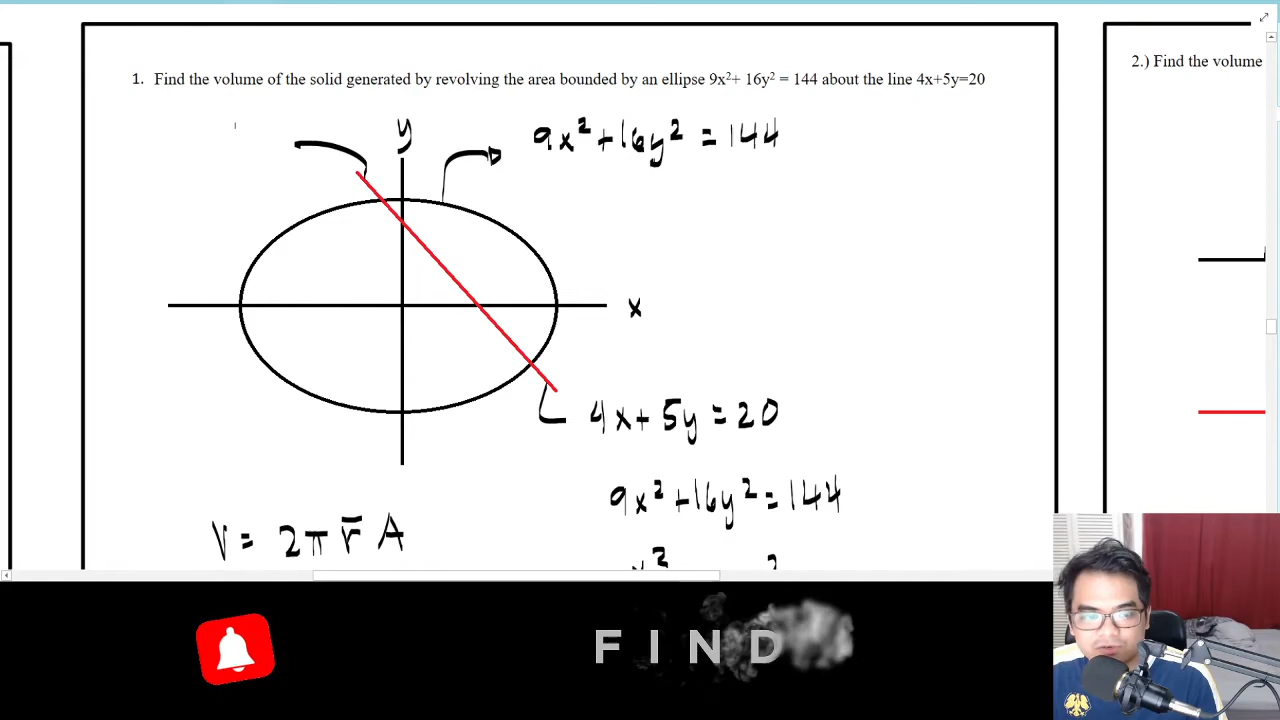 1. Find the volume of the solid generated by revolving the area bounded by an ellipse 9x²+ 16y² = 144 about the line 4x+5y=20
2.) Find the volume
y
9x² + 16y² = 144
x
4x + 5y = 20
9x² + 16y² = 144
V = 2π r̄ A
FIND